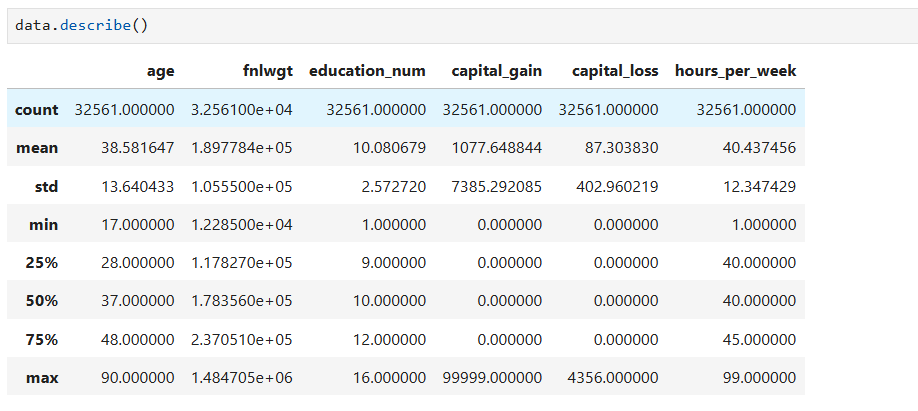 data.describe()
age fnlwgt education_num capital_gain capital_loss hours_per_week
count 32561.000000 3.256100e+04 32561.000000 32561.000000 32561.000000 32561.000000
mean 38.581647 1.897784e+05 10.080679 1077.648844 87.303830 40.437456
std 13.640433 1.055500e+05 2.572720 7385.292085 402.960219 12.347429
min 17.000000 1.228500e+04 1.000000 0.000000 0.000000 1.000000
25% 28.000000 1.178270e+05 9.000000 0.000000 0.000000 40.000000
50% 37.000000 1.783560e+05 10.000000 0.000000 0.000000 40.000000
75% 48.000000 2.370510e+05 12.000000 0.000000 0.000000 45.000000
max 90.000000 1.484705e+06 16.000000 99999.000000 4356.000000 99.000000